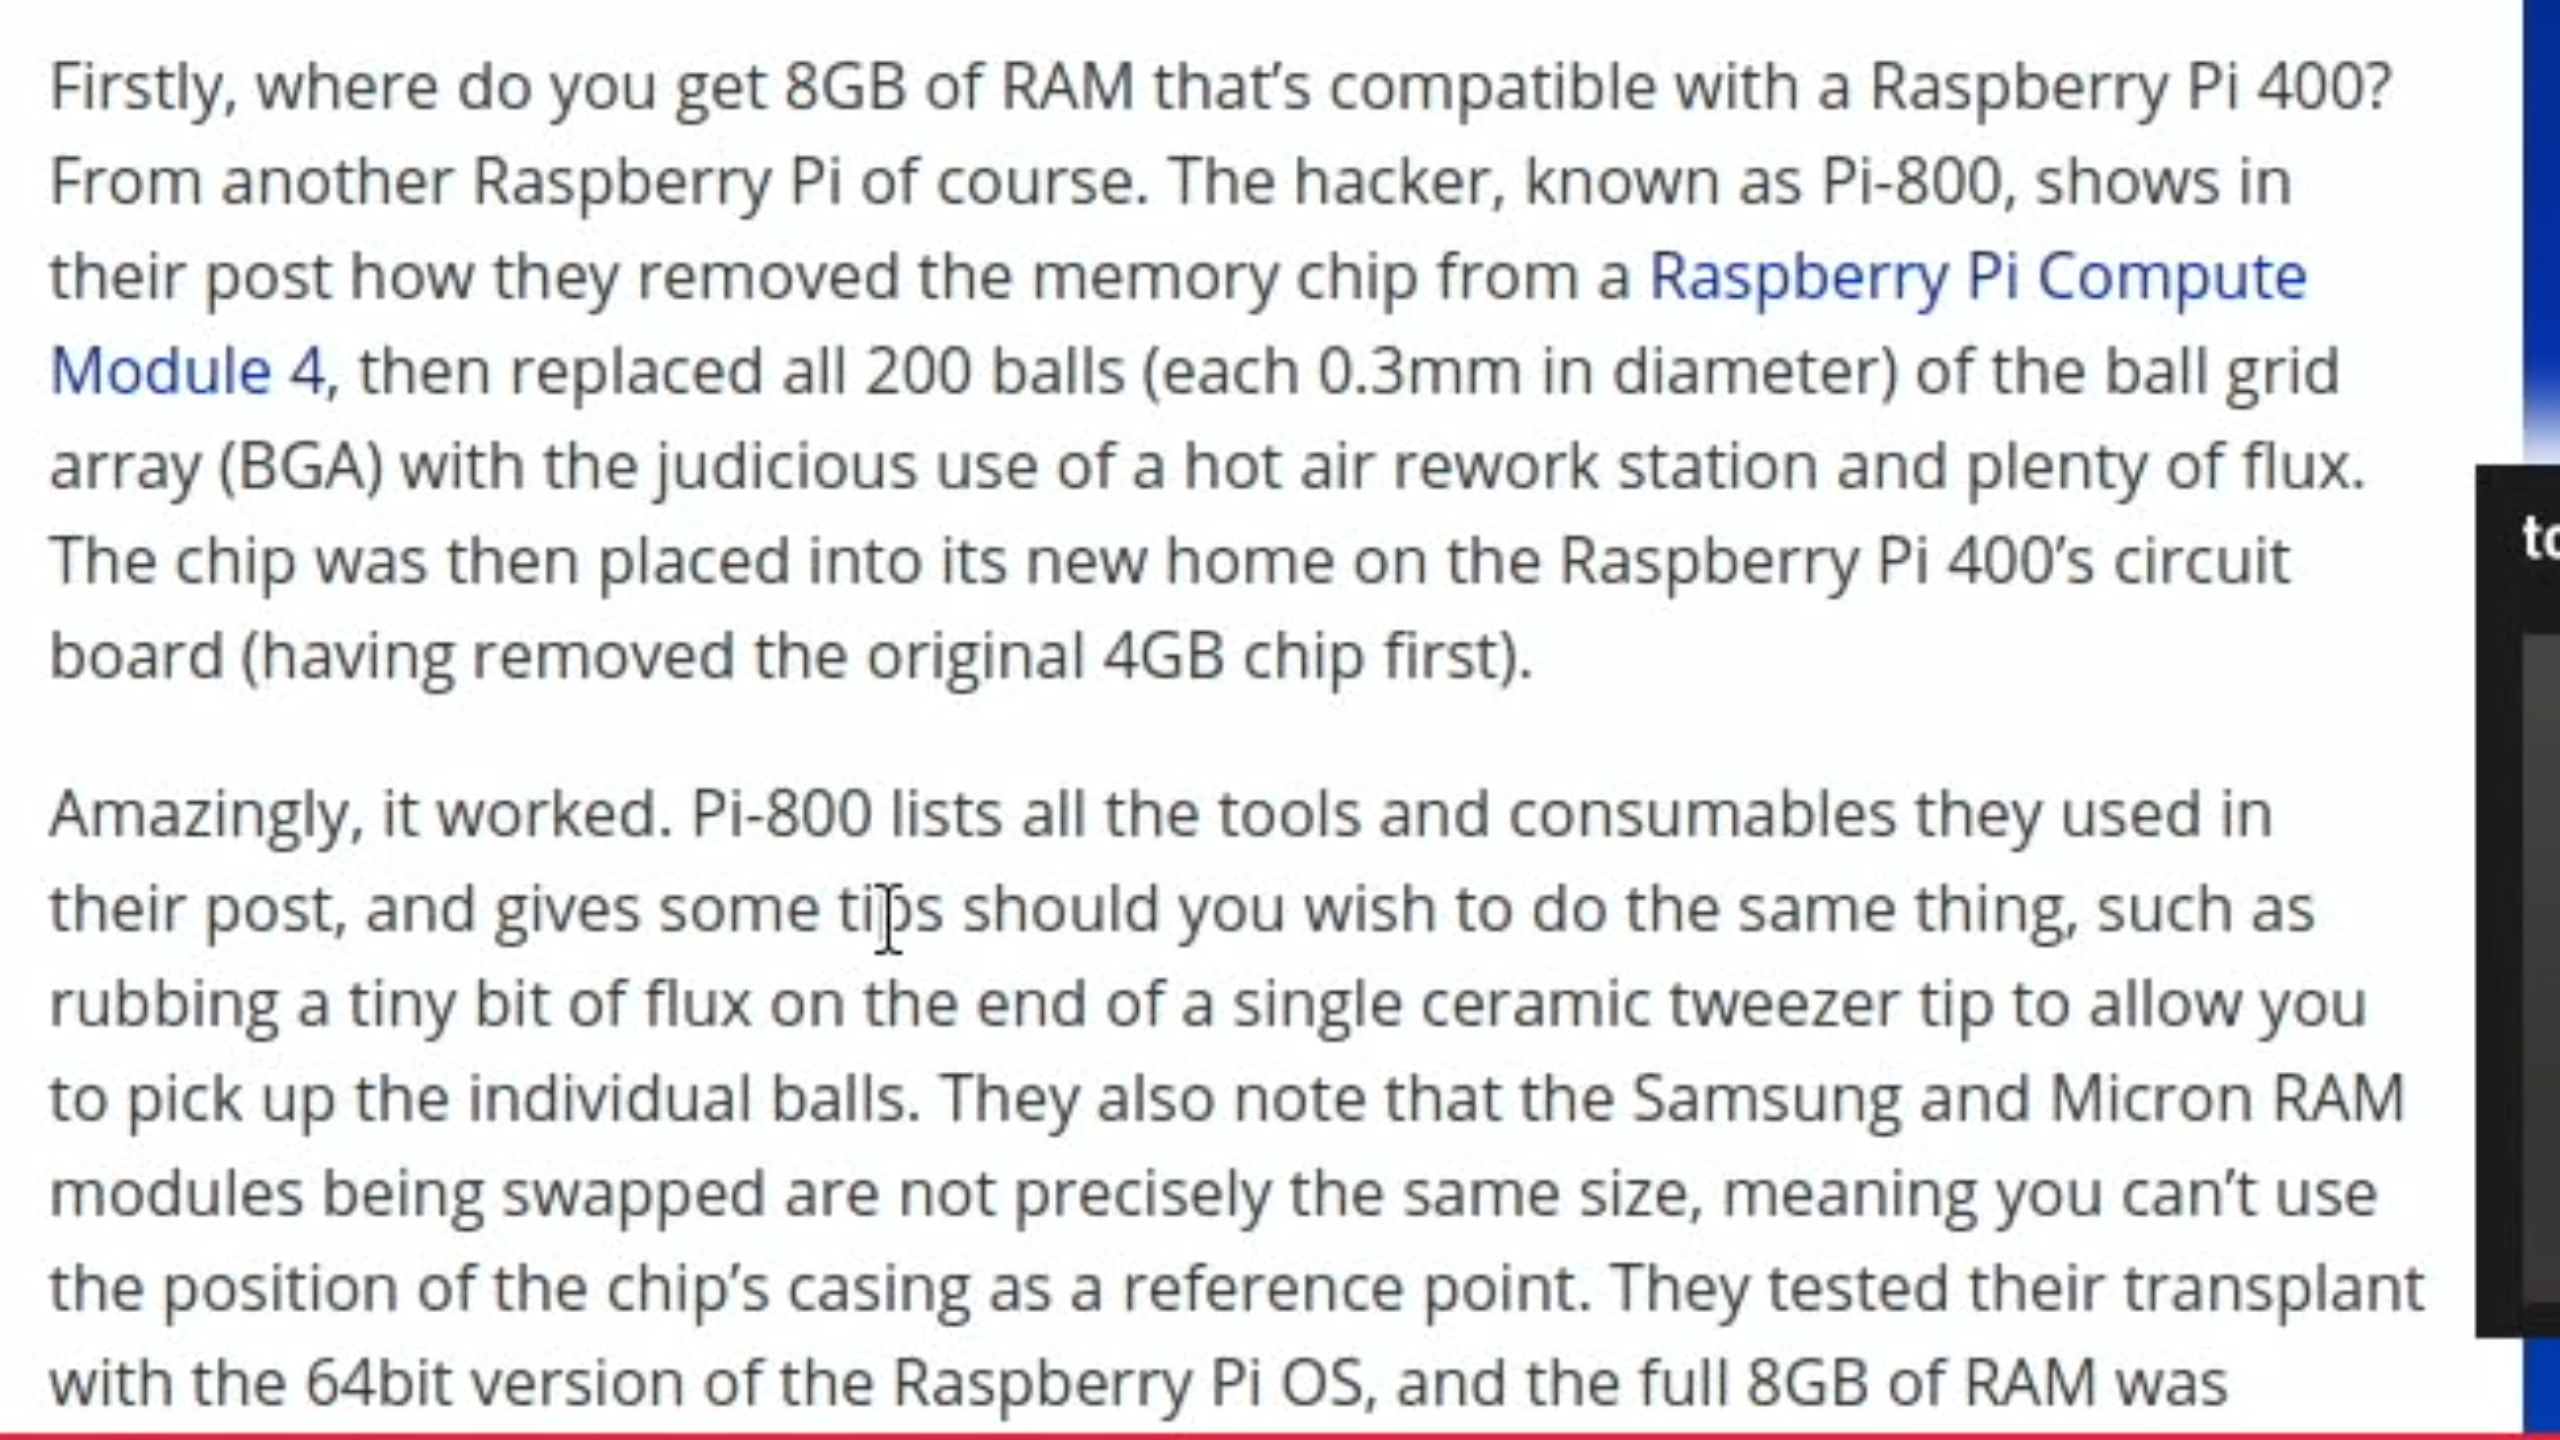 Firstly, where do you get 8GB of RAM that’s compatible with a Raspberry Pi 400?
From another Raspberry Pi of course. The hacker, known as Pi-800, shows in
their post how they removed the memory chip from a Raspberry Pi Compute
Module 4, then replaced all 200 balls (each 0.3mm in diameter) of the ball grid
array (BGA) with the judicious use of a hot air rework station and plenty of flux.
The chip was then placed into its new home on the Raspberry Pi 400’s circuit
board (having removed the original 4GB chip first).
Amazingly, it worked. Pi-800 lists all the tools and consumables they used in
their post, and gives some tips should you wish to do the same thing, such as
rubbing a tiny bit of flux on the end of a single ceramic tweezer tip to allow you
to pick up the individual balls. They also note that the Samsung and Micron RAM
modules being swapped are not precisely the same size, meaning you can’t use
the position of the chip’s casing as a reference point. They tested their transplant
with the 64bit version of the Raspberry Pi OS, and the full 8GB of RAM was